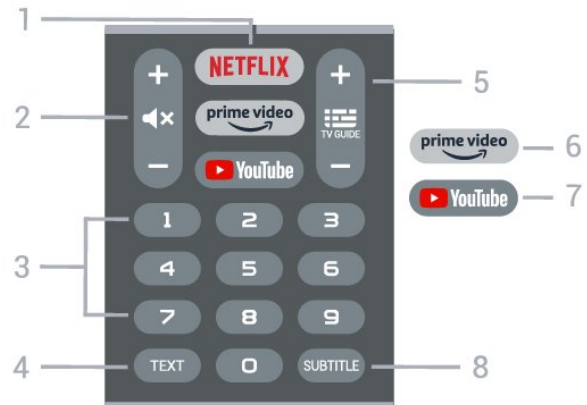 1
NETFLIX
+ +
5
2
prime video
TV GUIDE
prime video
6
- -
YouTube
YouTube
7
1 2 3
3
4 5 6
7 8 9
4
TEXT 0 SUBTITLE
8